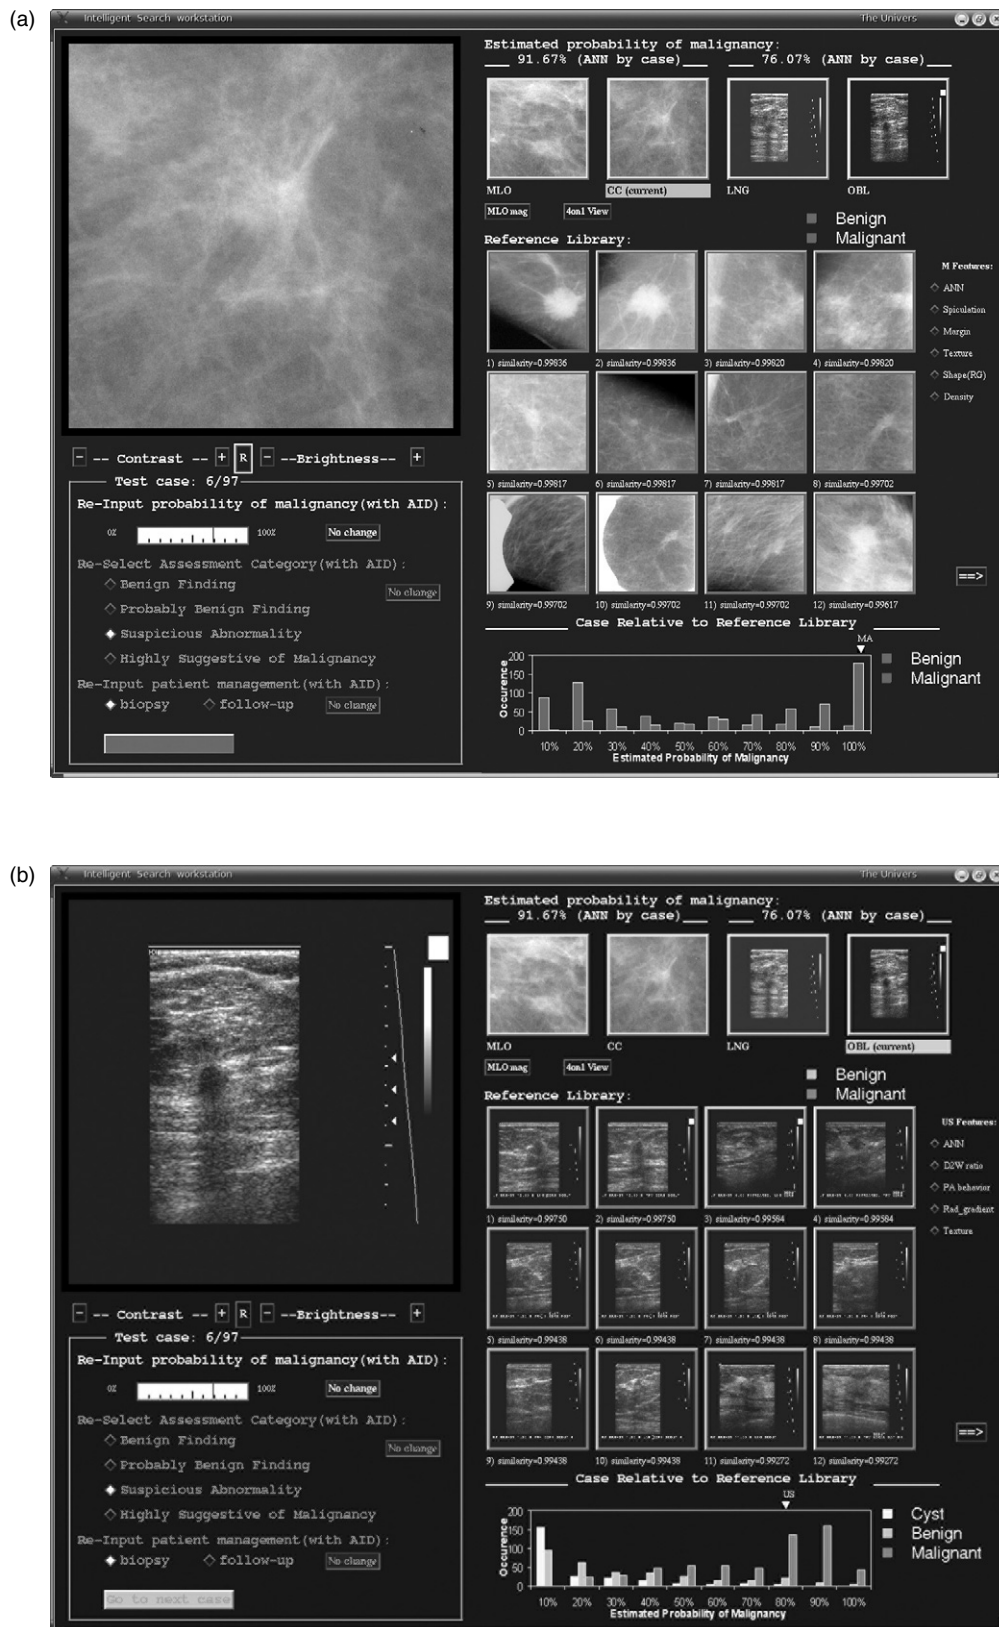 (a)
Intelligent Search workstation The Univers
Estimated probability of malignancy:
91.67% (ANN by case) 76.07% (ANN by case)
MLO CC (current) LNG OBL
MLO mag 4on1 View
Benign
Malignant
Reference Library:
M Features:
ANN
Spiculation
Margin
Texture
Shape(RG)
Density
1) similarity=0.99836 2) similarity=0.99836 3) similarity=0.99820 4) similarity=0.99820
5) similarity=0.99817 6) similarity=0.99817 7) similarity=0.99817 8) similarity=0.99702
9) similarity=0.99702 10) similarity=0.99702 11) similarity=0.99702 12) similarity=0.99617
==>
- -- Contrast -- + R - --Brightness-- +
Test case: 6/97
Re-Input probability of malignancy(with AID):
0% 100% No change
Re-Select Assessment Category(with AID):
Benign Finding
No change
Probably Benign Finding
Suspicious Abnormality
Highly Suggestive of Malignancy
Re-Input patient management(with AID):
biopsy follow-up No change
Case Relative to Reference Library
MA
Benign
Malignant
Occurence
200
150
100
50
0
10% 20% 30% 40% 50% 60% 70% 80% 90% 100%
Estimated Probability of Malignancy
(b)
Intelligent Search workstation The Univers
Estimated probability of malignancy:
91.67% (ANN by case) 76.07% (ANN by case)
MLO CC LNG OBL (current)
MLO mag 4on1 View
Benign
Malignant
Reference Library:
US Features:
ANN
D2W ratio
PA behavior
Rad_gradient
Texture
1) similarity=0.99750 2) similarity=0.99750 3) similarity=0.99584 4) similarity=0.99584
5) similarity=0.99438 6) similarity=0.99438 7) similarity=0.99438 8) similarity=0.99438
9) similarity=0.99438 10) similarity=0.99438 11) similarity=0.99272 12) similarity=0.99272
==>
- -- Contrast -- + R - --Brightness-- +
Test case: 6/97
Re-Input probability of malignancy(with AID):
0% 100% No change
Re-Select Assessment Category(with AID):
Benign Finding
No change
Probably Benign Finding
Suspicious Abnormality
Highly Suggestive of Malignancy
Re-Input patient management(with AID):
biopsy follow-up No change
Go to next case
Case Relative to Reference Library
US
Cyst
Benign
Malignant
Occurence
200
150
100
50
0
10% 20% 30% 40% 50% 60% 70% 80% 90% 100%
Estimated Probability of Malignancy